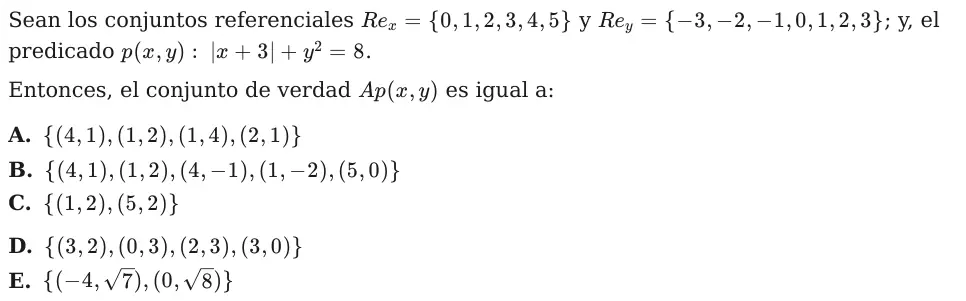 Sean los conjuntos referenciales $Re_x = \{0, 1, 2, 3, 4, 5\}$ y $Re_y = \{-3, -2, -1, 0, 1, 2, 3\}$; y, el
predicado $p(x, y) :\ |x + 3| + y^2 = 8$.
Entonces, el conjunto de verdad $Ap(x, y)$ es igual a:
A. $\{(4, 1), (1, 2), (1, 4), (2, 1)\}$
B. $\{(4, 1), (1, 2), (4, -1), (1, -2), (5, 0)\}$
C. $\{(1, 2), (5, 2)\}$
D. $\{(3, 2), (0, 3), (2, 3), (3, 0)\}$
E. $\{(-4, \sqrt{7}), (0, \sqrt{8})\}$